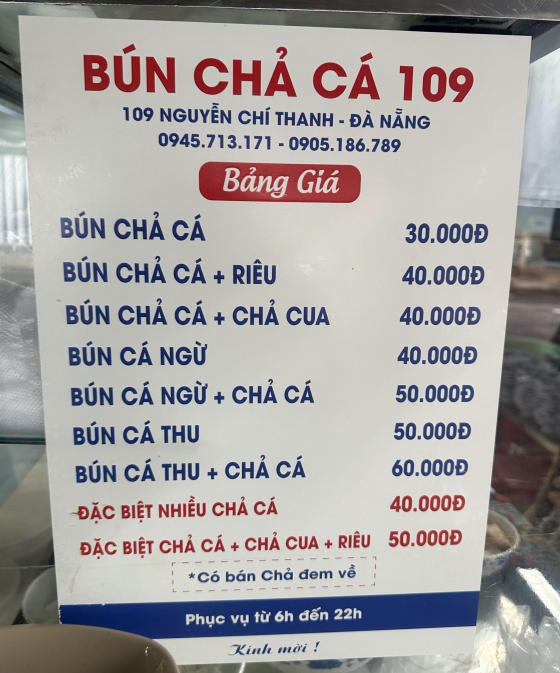 BÚN CHẢ CÁ 109
109 NGUYỄN CHÍ THANH - ĐÀ NẴNG
0945.713.171 - 0905.186.789
Bảng Giá
BÚN CHẢ CÁ 30.000Đ
BÚN CHẢ CÁ + RIÊU 40.000Đ
BÚN CHẢ CÁ + CHẢ CUA 40.000Đ
BÚN CÁ NGỪ 40.000Đ
BÚN CÁ NGỪ + CHẢ CÁ 50.000Đ
BÚN CÁ THU 50.000Đ
BÚN CÁ THU + CHẢ CÁ 60.000Đ
ĐẶC BIỆT NHIỀU CHẢ CÁ 40.000Đ
ĐẶC BIỆT CHẢ CÁ + CHẢ CUA + RIÊU 50.000Đ
*Có bán Chả đem về
Phục vụ từ 6h đến 22h
Kính mời !